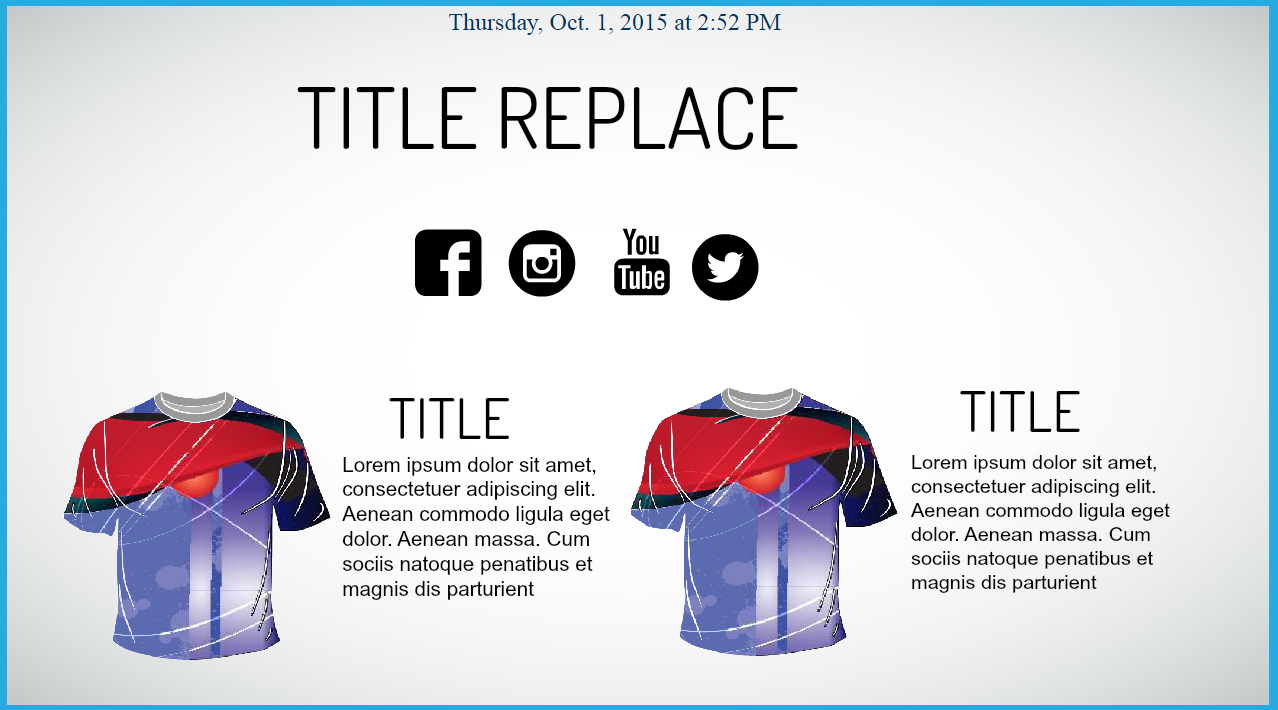 Thursday, Oct. 1, 2015 at 2:52 PM
TITLE REPLACE
f
You
Tube
TITLE
Lorem ipsum dolor sit amet,
consectetuer adipiscing elit.
Aenean commodo ligula eget
dolor. Aenean massa. Cum
sociis natoque penatibus et
magnis dis parturient
TITLE
Lorem ipsum dolor sit amet,
consectetuer adipiscing elit.
Aenean commodo ligula eget
dolor. Aenean massa. Cum
sociis natoque penatibus et
magnis dis parturient